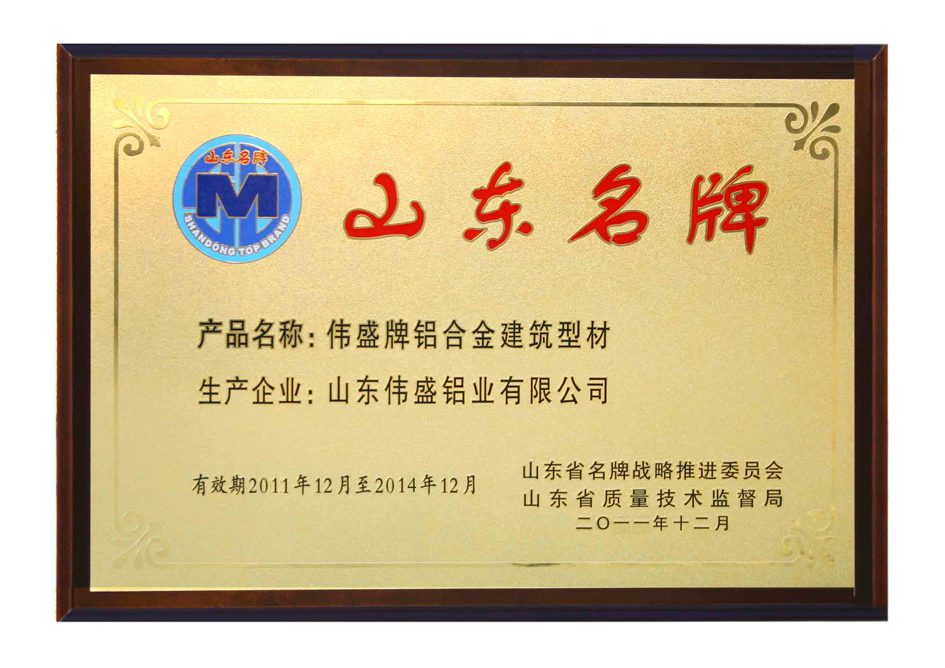 山东名牌
M
SHANDONG TOP BRAND
山东名牌
产品名称：伟盛牌铝合金建筑型材
生产企业：山东伟盛铝业有限公司
有效期2011年12月至2014年12月
山东省名牌战略推进委员会
山东省质量技术监督局
二〇一一年十二月